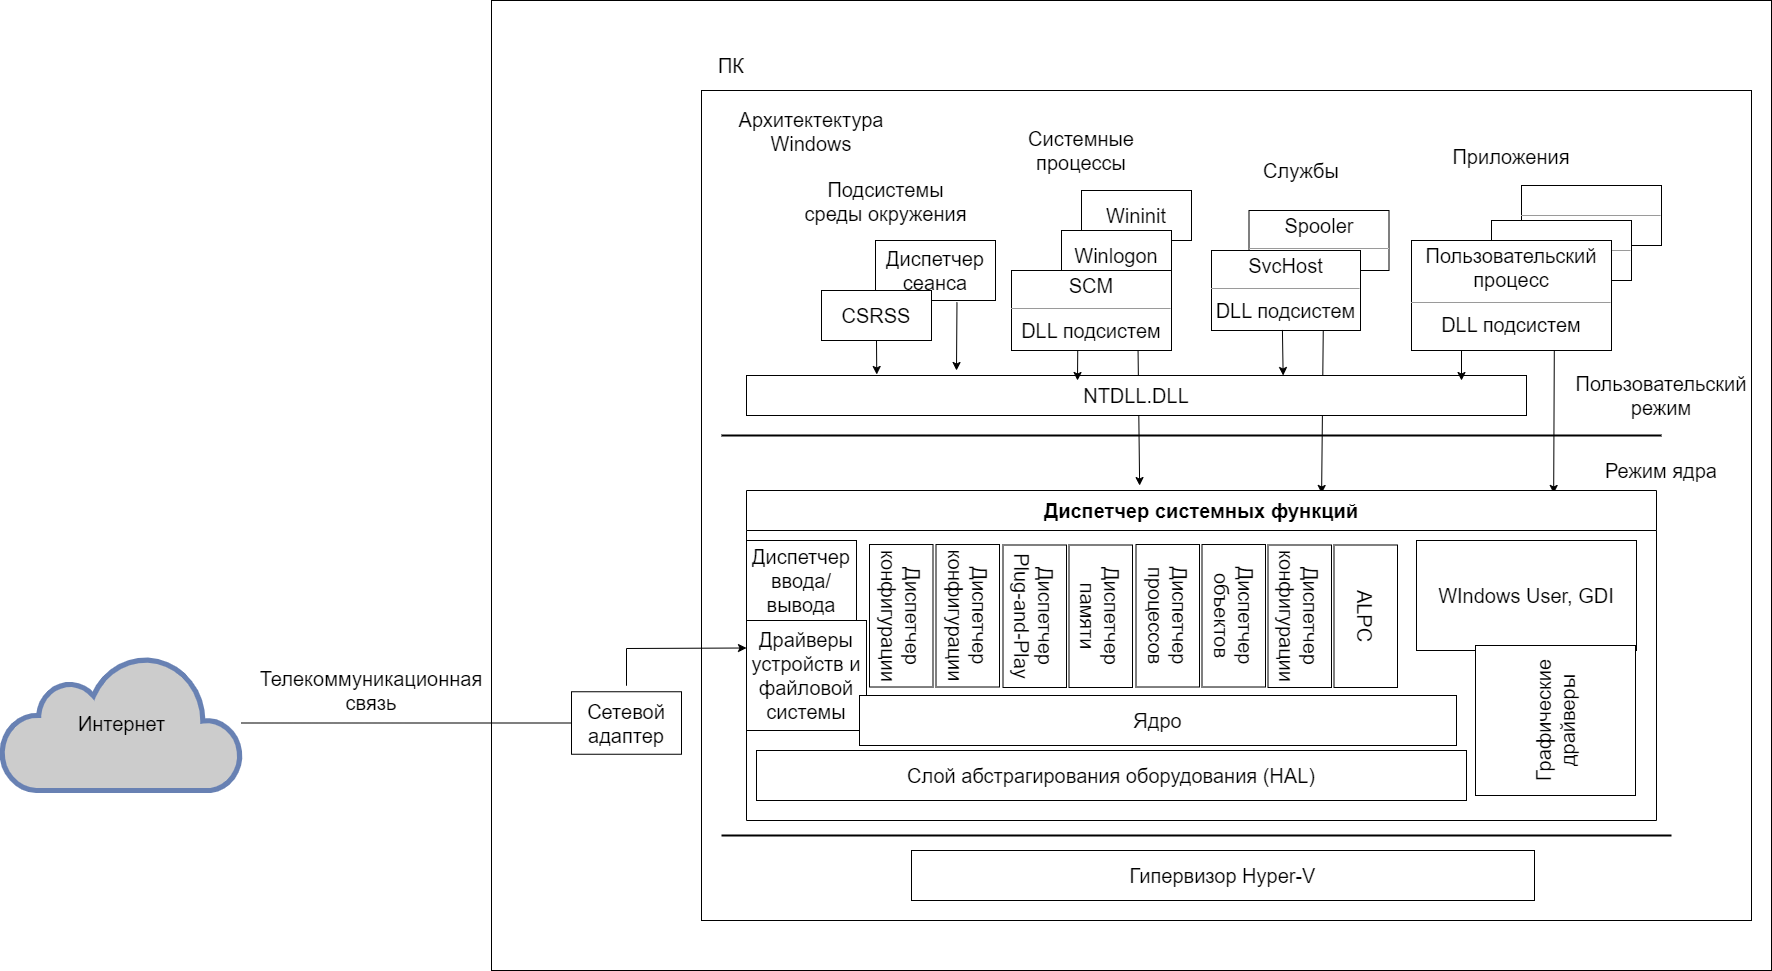 ПК
Архитектектура
Windows
Системные
процессы
Службы
Приложения
Подсистемы
среды окружения
Wininit
Winlogon
SCM
DLL подсистем
Spooler
SvcHost
DLL подсистем
Пользовательский
процесс
DLL подсистем
Диспетчер
сеанса
CSRSS
NTDLL.DLL
Пользовательский
режим
Режим ядра
Диспетчер системных функций
Диспетчер
ввода/
вывода
Драйверы
устройств и
файловой
системы
Диспетчер
конфигурации
Диспетчер
конфигурации
Диспетчер
Plug-and-Play
Диспетчер
памяти
Диспетчер
процессов
Диспетчер
объектов
Диспетчер
конфигурации
ALPC
WIndows User, GDI
Графические
драйверы
Ядро
Слой абстрагирования оборудования (HAL)
Гипервизор Hyper-V
Интернет
Телекоммуникационная
связь
Сетевой
адаптер